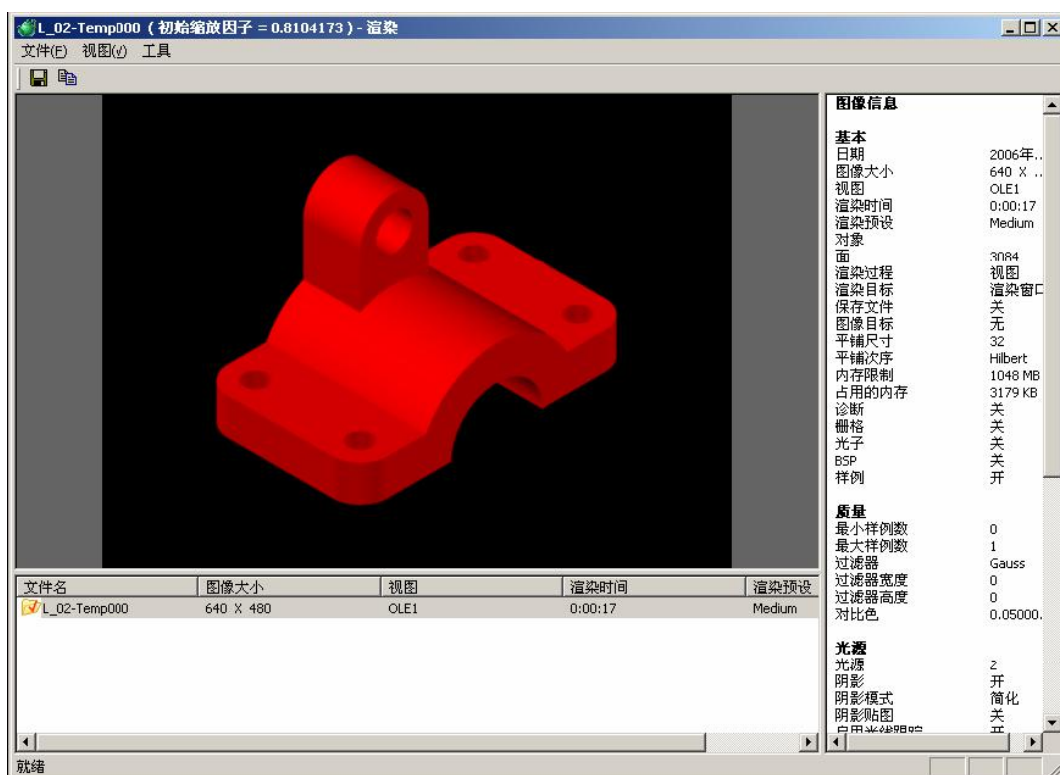 L_02-Temp000 ( 初始缩放因子 = 0.8104173 ) - 渲染
文件(F) 视图(V) 工具
图像信息
基本
日期 2006年..
图像大小 640 X ..
视图 OLE1
渲染时间 0:00:17
渲染预设 Medium
对象
面 3084
渲染过程 视图
渲染目标 渲染窗口
保存文件 关
图像目标 无
平铺尺寸 32
平铺次序 Hilbert
内存限制 1048 MB
占用的内存 3179 KB
诊断 关
栅格 关
光子 关
BSP 关
样例 开
质量
最小样例数 0
最大样例数 1
过滤器 Gauss
过滤器宽度 0
过滤器高度 0
对比色 0.05000.
光源
光源 2
阴影 开
阴影模式 简化
阴影贴图 关
启用光线跟踪 开
文件名 图像大小 视图 渲染时间 渲染预设
L_02-Temp000 640 X 480 OLE1 0:00:17 Medium
就绪